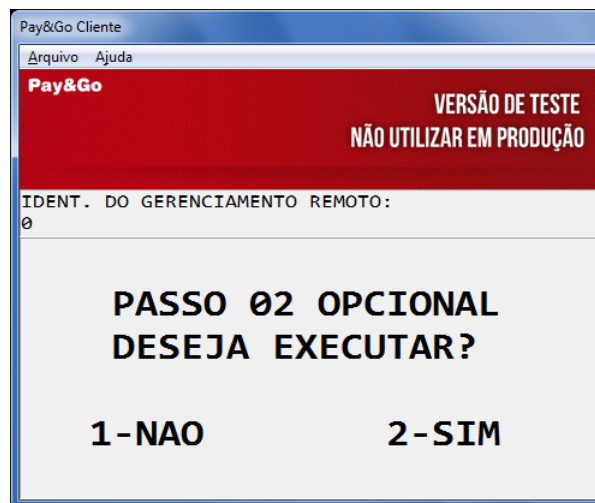 Pay&Go Cliente
Arquivo Ajuda
Pay&Go
VERSÃO DE TESTE
NÃO UTILIZAR EM PRODUÇÃO
IDENT. DO GERENCIAMENTO REMOTO:
0
PASSO 02 OPCIONAL
DESEJA EXECUTAR?
1-NAO 2-SIM